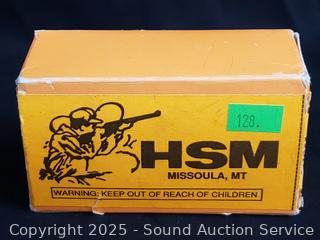 128.
HSM
MISSOULA, MT
WARNING: KEEP OUT OF REACH OF CHILDREN
Copyright 2025 - Sound Auction Service